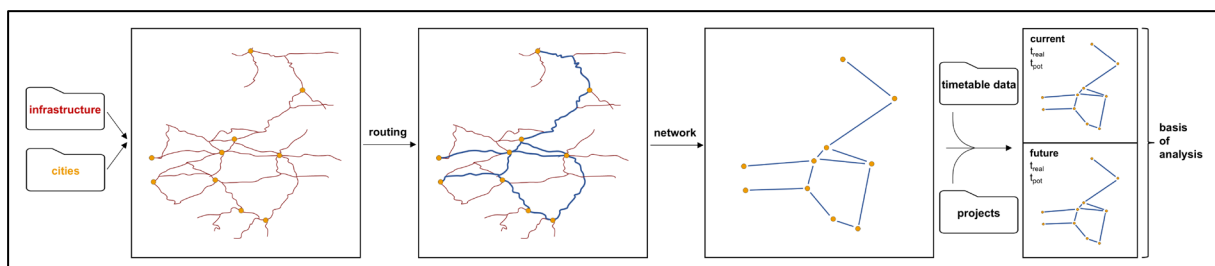 infrastructure
cities
routing
network
timetable data
projects
current
t_real
t_pot
future
t_real
t_pot
basis
of
analysis